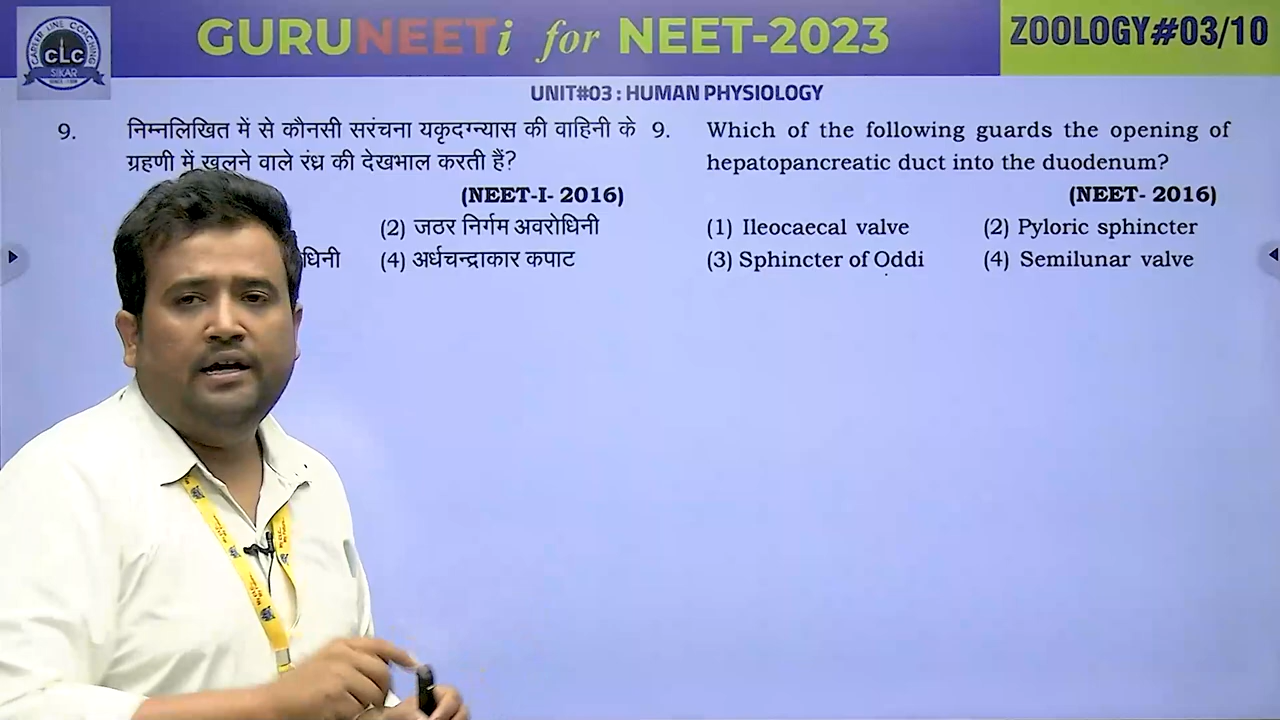 CAREER LINE COACHING
CLC
SIKAR
GURUNEETi for NEET-2023
ZOOLOGY#03/10
UNIT#03 : HUMAN PHYSIOLOGY
9. निम्नलिखित में से कौनसी सरंचना यकृदग्न्यास की वाहिनी के
ग्रहणी में खुलने वाले रंध्र की देखभाल करती हैं?
(NEET-I- 2016)
(2) जठर निर्गम अवरोधिनी
धिनी (4) अर्धचन्द्राकार कपाट
9. Which of the following guards the opening of
hepatopancreatic duct into the duodenum?
(NEET- 2016)
(1) Ileocaecal valve (2) Pyloric sphincter
(3) Sphincter of Oddi (4) Semilunar valve